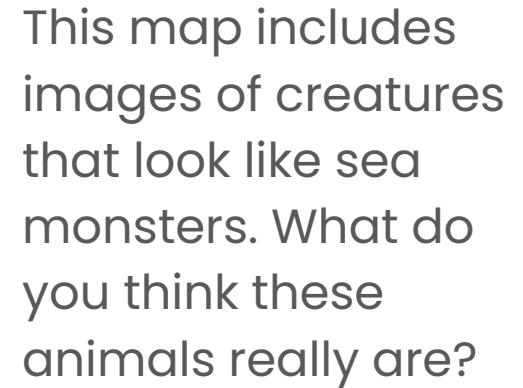 This map includes
images of creatures
that look like sea
monsters. What do
you think these
animals really are?